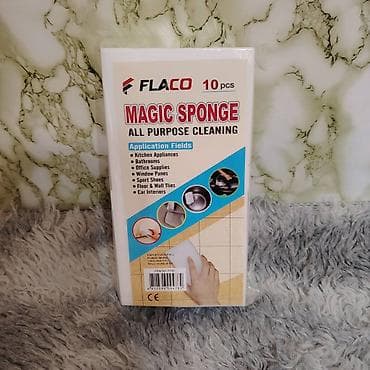 FLACO 10 pcs
MAGIC SPONGE
ALL PURPOSE CLEANING
Application Fields
• Kitchen Appliances
• Bathrooms
• Office Supplies
• Window Panes
• Sport Shoes
• Floor & Wall Tiles
• Car Interiors
CE